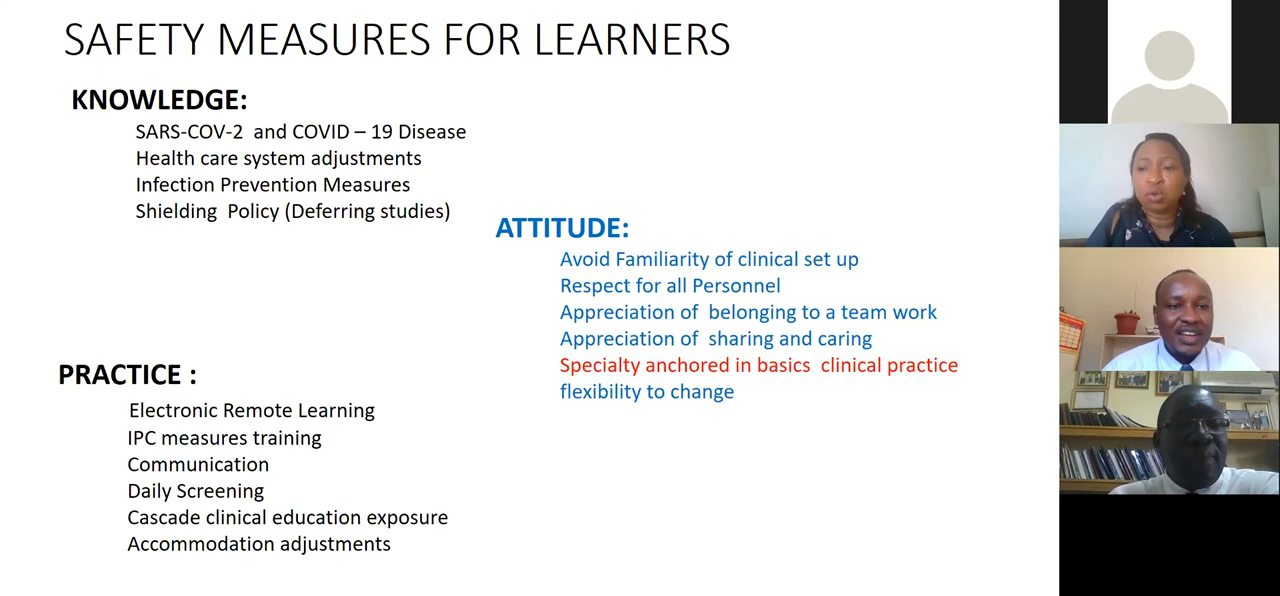 SAFETY MEASURES FOR LEARNERS
KNOWLEDGE:
SARS-COV-2 and COVID – 19 Disease
Health care system adjustments
Infection Prevention Measures
Shielding Policy (Deferring studies)
ATTITUDE:
Avoid Familiarity of clinical set up
Respect for all Personnel
Appreciation of belonging to a team work
Appreciation of sharing and caring
Specialty anchored in basics clinical practice
flexibility to change
PRACTICE :
Electronic Remote Learning
IPC measures training
Communication
Daily Screening
Cascade clinical education exposure
Accommodation adjustments